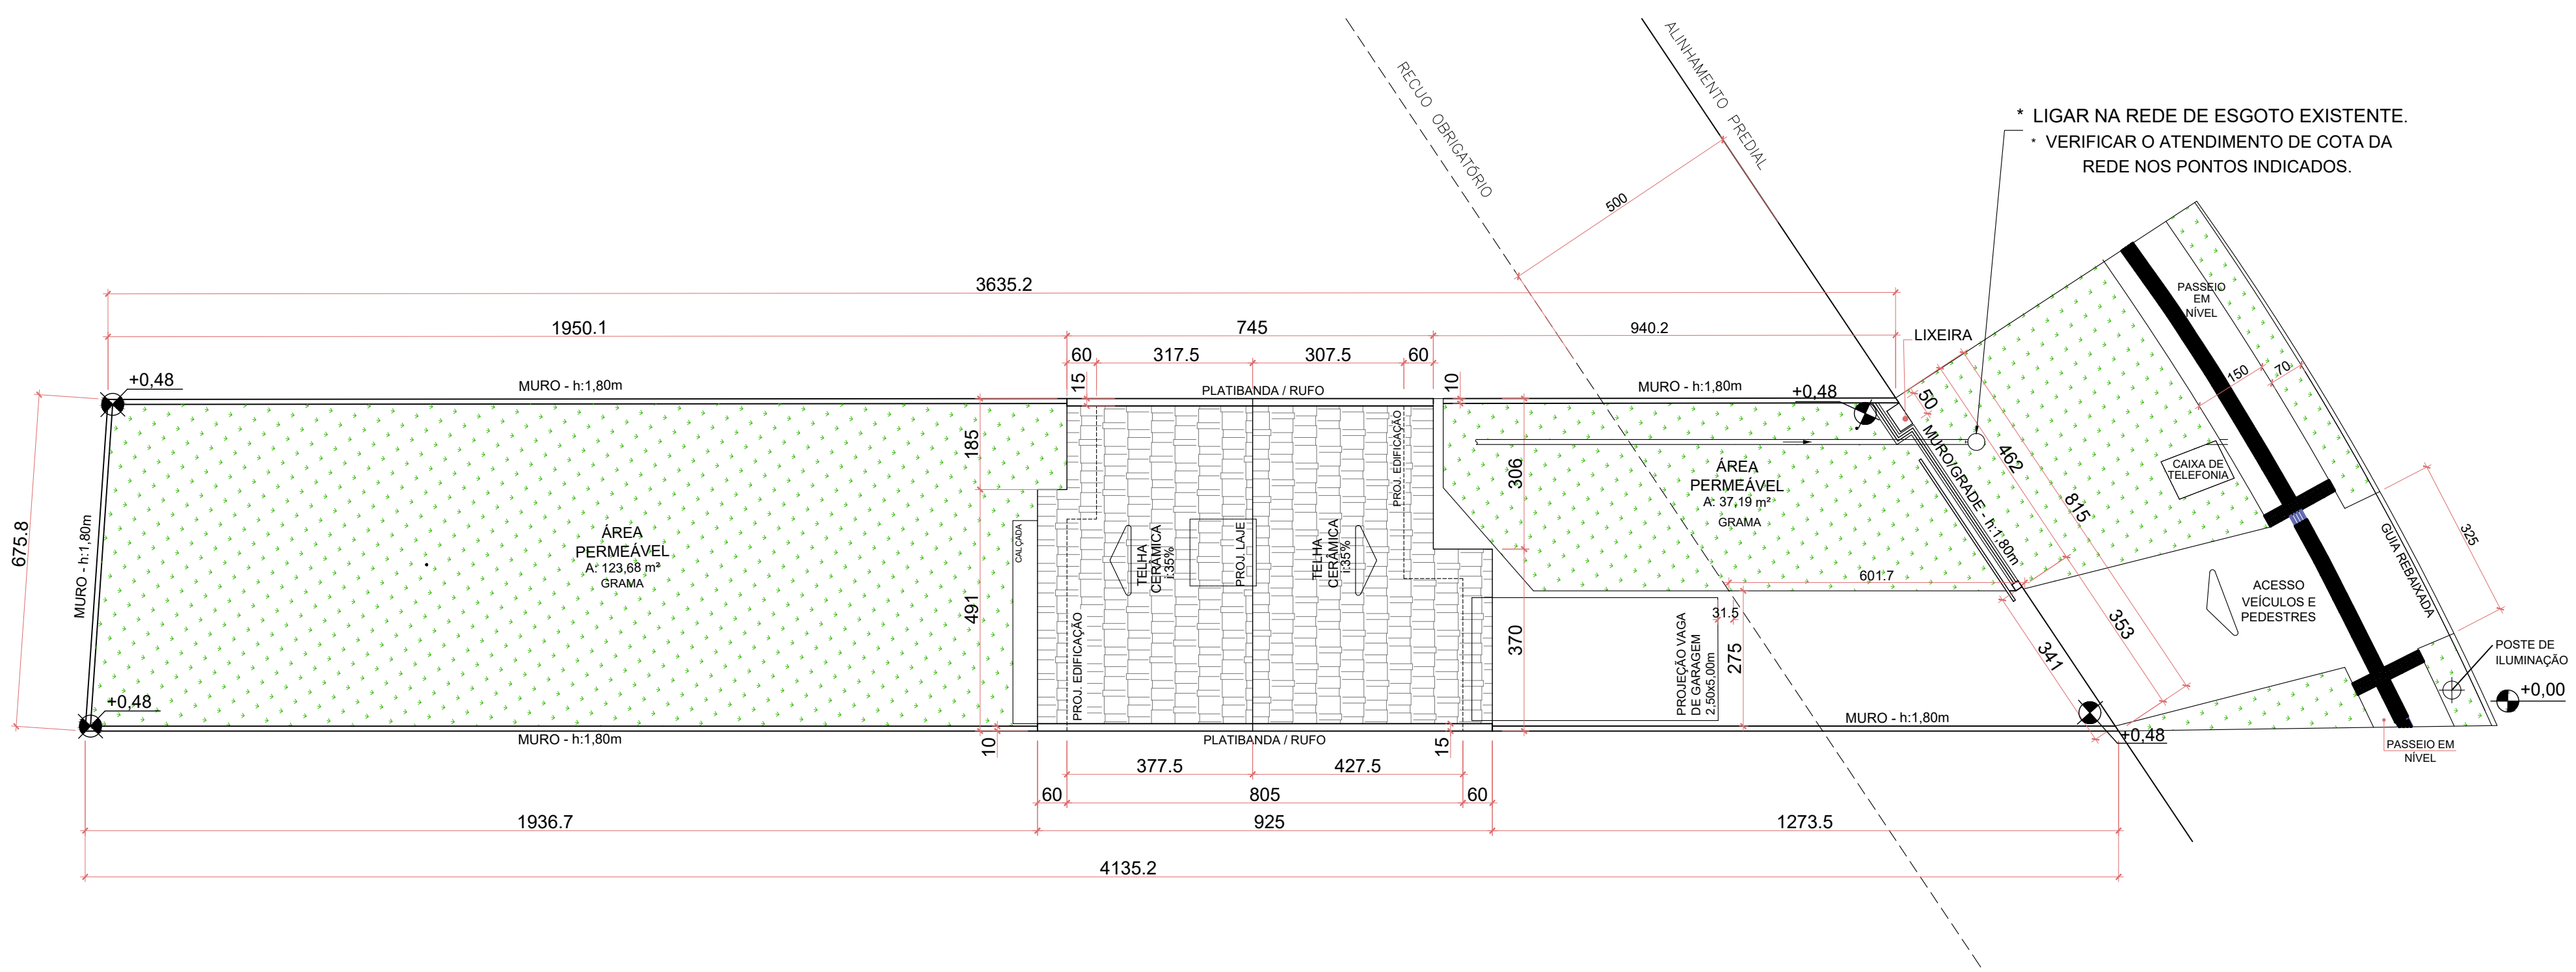 RECUO OBRIGATÓRIO
ALINHAMENTO PREDIAL
500
* LIGAR NA REDE DE ESGOTO EXISTENTE.
* VERIFICAR O ATENDIMENTO DE COTA DA
REDE NOS PONTOS INDICADOS.
3635.2
1950.1
745
940.2
60
317.5
307.5
60
15
10
LIXEIRA
PASSEIO
EM
NÍVEL
150
70
+0,48
MURO - h:1,80m
PLATIBANDA / RUFO
MURO - h:1,80m
+0,48
50
675.8
MURO - h:1,80m
185
491
ÁREA
PERMEÁVEL
A: 123,68 m²
GRAMA
CALÇADA
PROJ. EDIFICAÇÃO
TELHA
CERÂMICA
i:35%
PROJ. LAJE
TELHA
CERÂMICA
i:35%
PROJ. EDIFICAÇÃO
306
370
ÁREA
PERMEÁVEL
A: 37,19 m²
GRAMA
MURO/GRADE - h:1,80m
462
815
353
341
CAIXA DE
TELEFONIA
325
GUIA REBAIXADA
601.7
31.5
275
PROJEÇÃO VAGA
DE GARAGEM
2,50x5,00m
ACESSO
VEÍCULOS E
PEDESTRES
POSTE DE
ILUMINAÇÃO
+0,00
+0,48
MURO - h:1,80m
10
PLATIBANDA / RUFO
15
MURO - h:1,80m
+0,48
PASSEIO EM
NÍVEL
377.5
427.5
60
805
60
1936.7
925
1273.5
4135.2